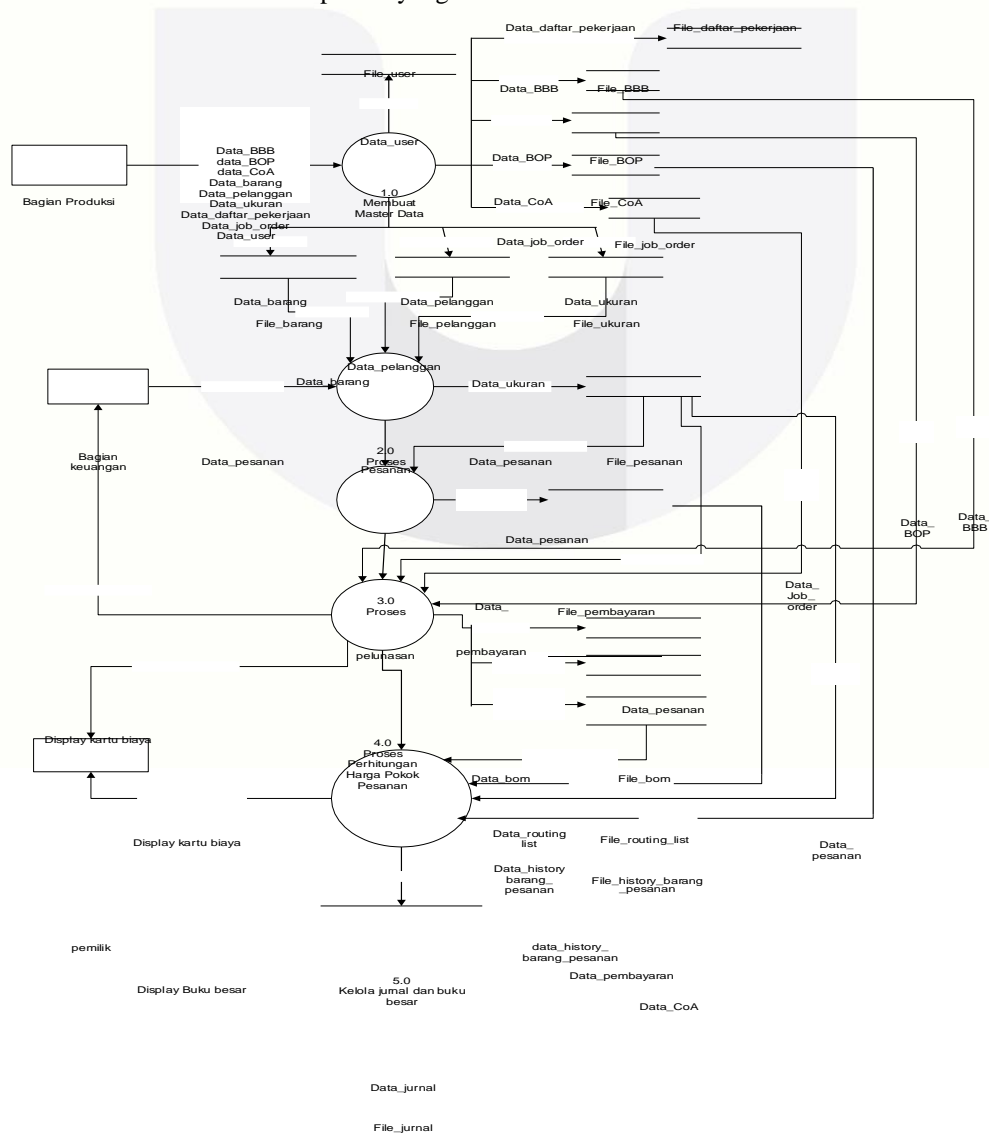 Data_daftar_pekerjaan
File_daftar_pekerjaan
File_user
Data_BBB
File_BBB
Data_user
Data_BBB
data_BOP
data_CoA
Data_barang
Data_pelanggan
Data_ukuran
Data_daftar_pekerjaan
Data_job_order
Data_user
Data_BOP
File_BOP
Bagian Produksi
1.0
Membuat
Master Data
Data_CoA
File_CoA
Data_job_order
File_job_order
Data_barang
Data_pelanggan
Data_ukuran
File_barang
File_pelanggan
File_ukuran
Data_pelanggan
Data_barang
Data_ukuran
Bagian
keuangan
Data_pesanan
2.0
Proses
Pesanan
Data_pesanan
File_pesanan
Data_
BOP
Data_
BBB
Data_pesanan
Data_
Job_
order
3.0
Proses
pelunasan
Data_
pembayaran
File_pembayaran
Data_pesanan
Display kartu biaya
4.0
Proses
Perhitungan
Harga Pokok
Pesanan
Data_bom
File_bom
Display kartu biaya
Data_routing
list
File_routing_list
Data_
pesanan
Data_history
barang_
pesanan
File_history_barang
_pesanan
pemilik
data_history_
barang_pesanan
Data_pembayaran
Display Buku besar
5.0
Kelola jurnal dan buku
besar
Data_CoA
Data_jurnal
File_jurnal